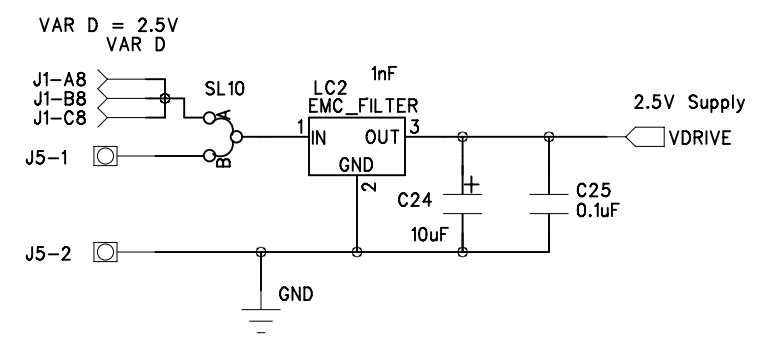 VAR D = 2.5V
VAR D
J1-A8
J1-B8
J1-C8
SL10
A
B
J5-1
LC2
1nF
EMC_FILTER
1
IN
OUT
3
GND
2
2.5V Supply
VDRIVE
C24
+
10uF
C25
0.1uF
J5-2
GND